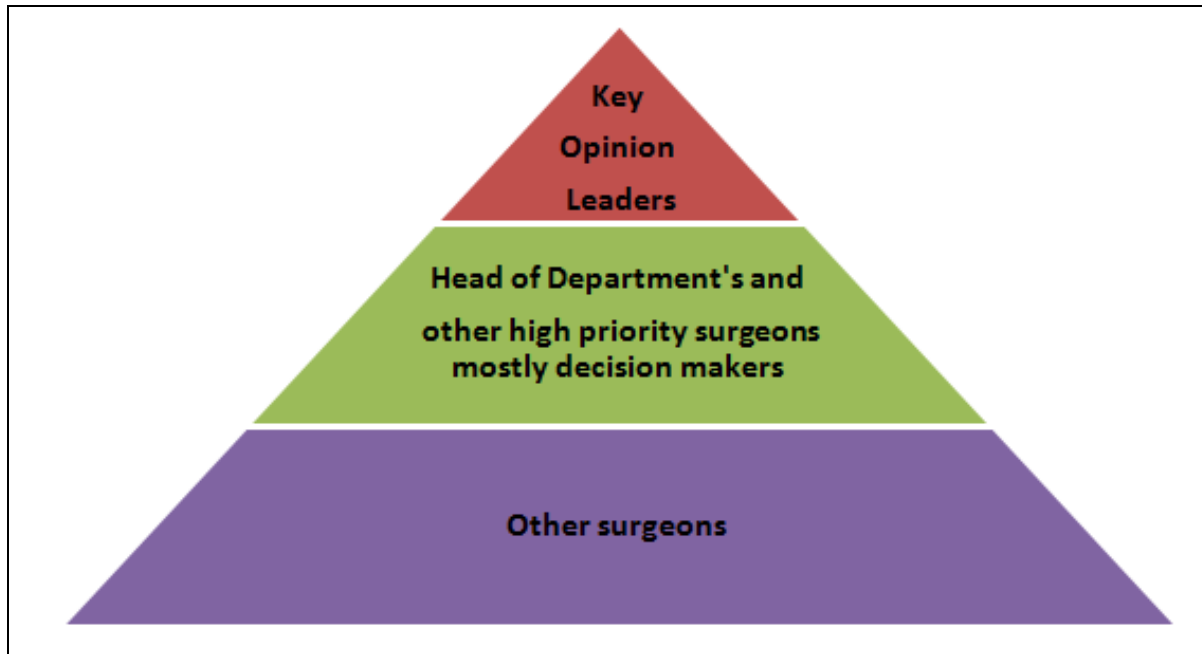 Key
Opinion
Leaders
Head of Department's and
other high priority surgeons
mostly decision makers
Other surgeons